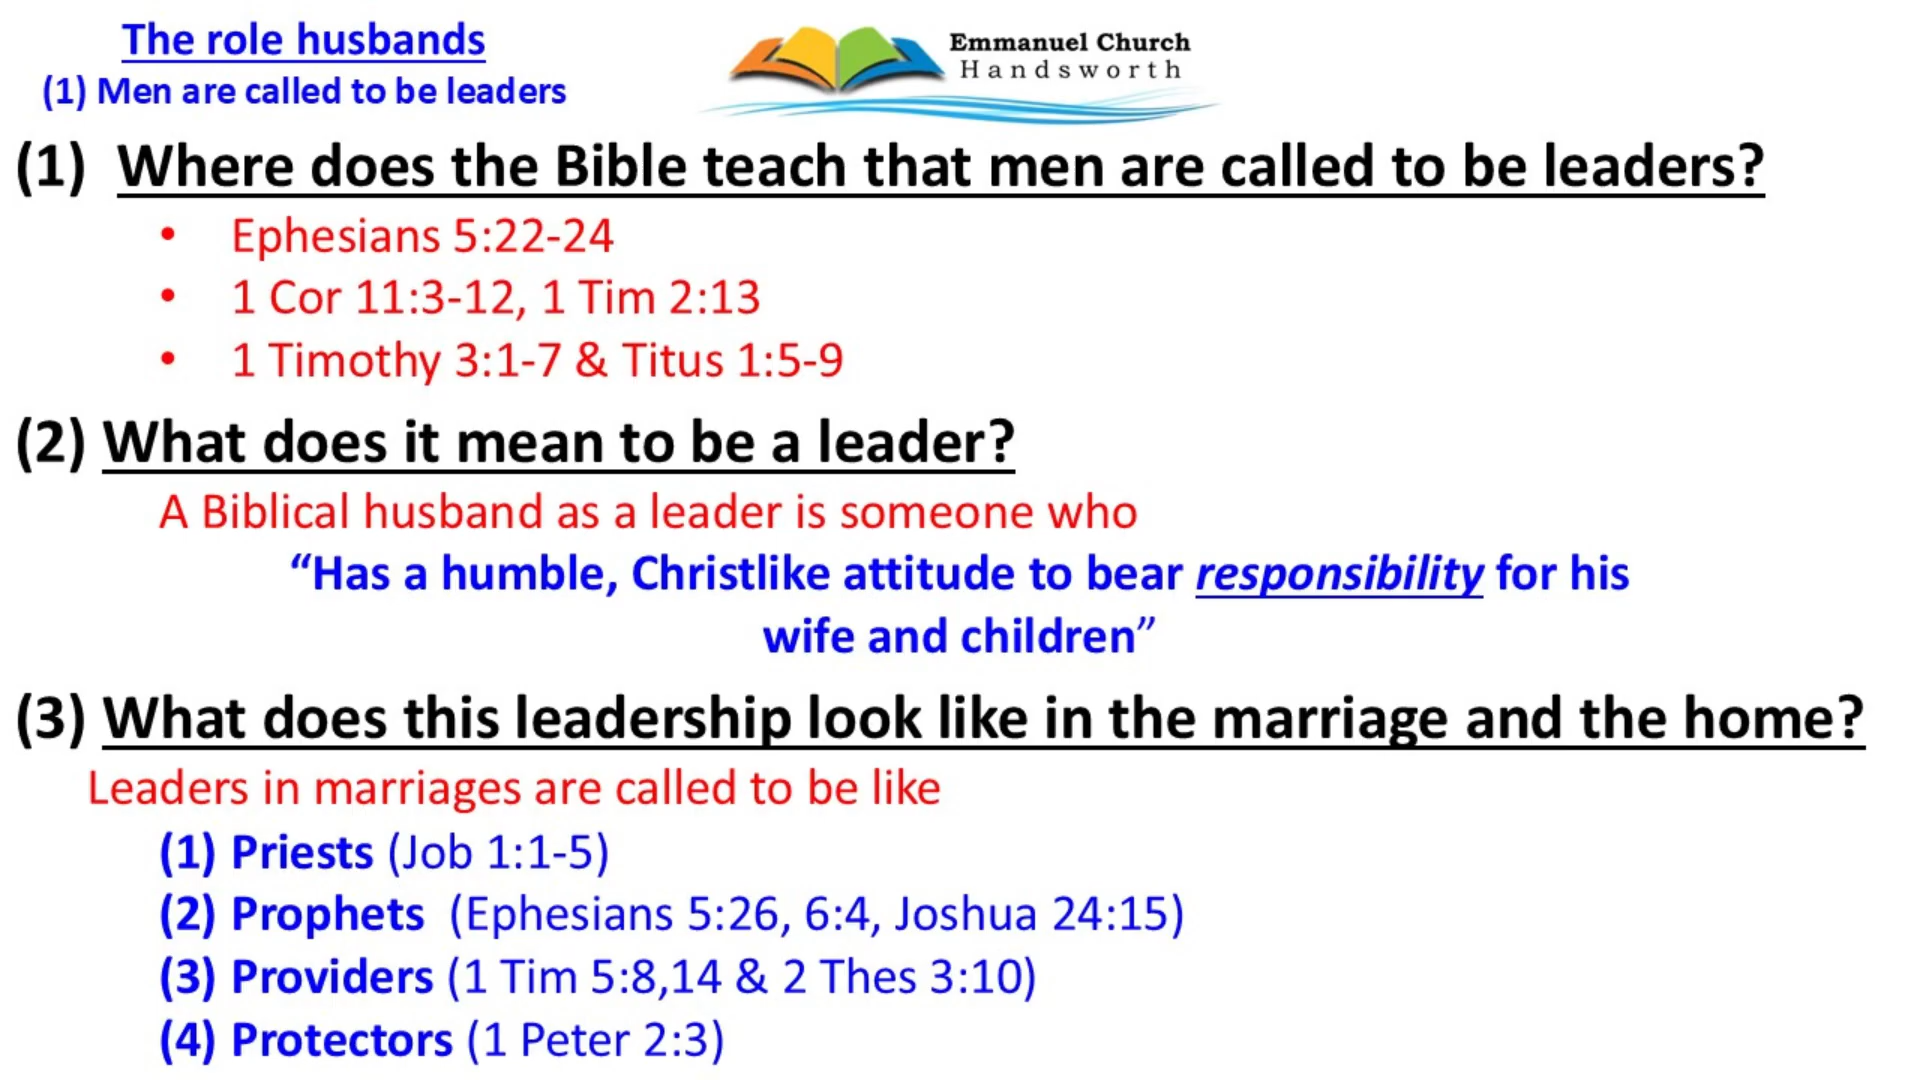 The role husbands
(1) Men are called to be leaders
Emmanuel Church
Handsworth
(1) Where does the Bible teach that men are called to be leaders?
• Ephesians 5:22-24
• 1 Cor 11:3-12, 1 Tim 2:13
• 1 Timothy 3:1-7 & Titus 1:5-9
(2) What does it mean to be a leader?
A Biblical husband as a leader is someone who
“Has a humble, Christlike attitude to bear responsibility for his
wife and children”
(3) What does this leadership look like in the marriage and the home?
Leaders in marriages are called to be like
(1) Priests (Job 1:1-5)
(2) Prophets (Ephesians 5:26, 6:4, Joshua 24:15)
(3) Providers (1 Tim 5:8,14 & 2 Thes 3:10)
(4) Protectors (1 Peter 2:3)